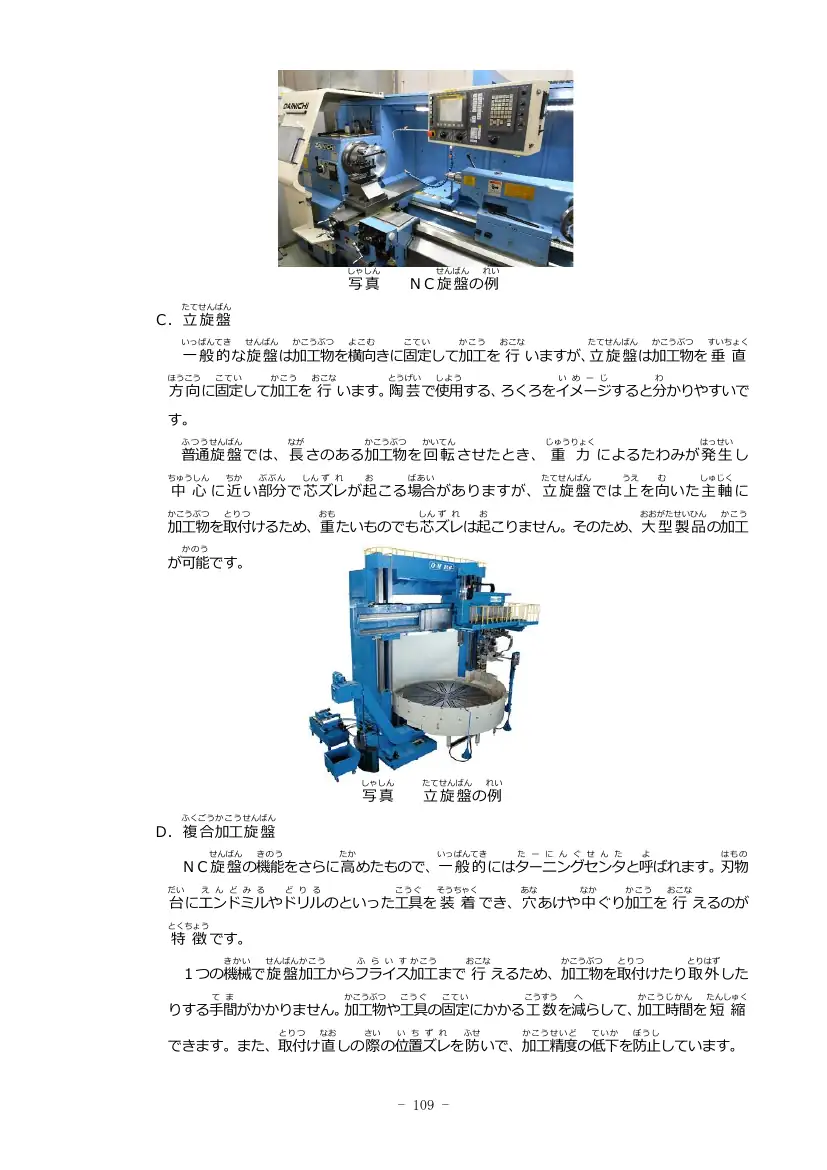 DAINICHI
DAINICHI
写真　ＮＣ旋盤の例
C．立旋盤
一般的な旋盤は加工物を横向きに固定して加工を行いますが、立旋盤は加工物を垂直
方向に固定して加工を行います。陶芸で使用する、ろくろをイメージすると分かりやすいで
す。
普通旋盤では、長さのある加工物を回転させたとき、重力によるたわみが発生し
中心に近い部分で芯ズレが起こる場合がありますが、立旋盤では上を向いた主軸に
加工物を取付けるため、重たいものでも芯ズレは起こりません。そのため、大型製品の加工
が可能です。
写真　立旋盤の例
D．複合加工旋盤
ＮＣ旋盤の機能をさらに高めたもので、一般的にはターニングセンタと呼ばれます。刃物
台にエンドミルやドリルのといった工具を装着でき、穴あけや中ぐり加工を行えるのが
特徴です。
１つの機械で旋盤加工からフライス加工まで行えるため、加工物を取付けたり取外した
りする手間がかかりません。加工物や工具の固定にかかる工数を減らして、加工時間を短縮
できます。また、取付け直しの際の位置ズレを防いで、加工精度の低下を防止しています。
- 109 -